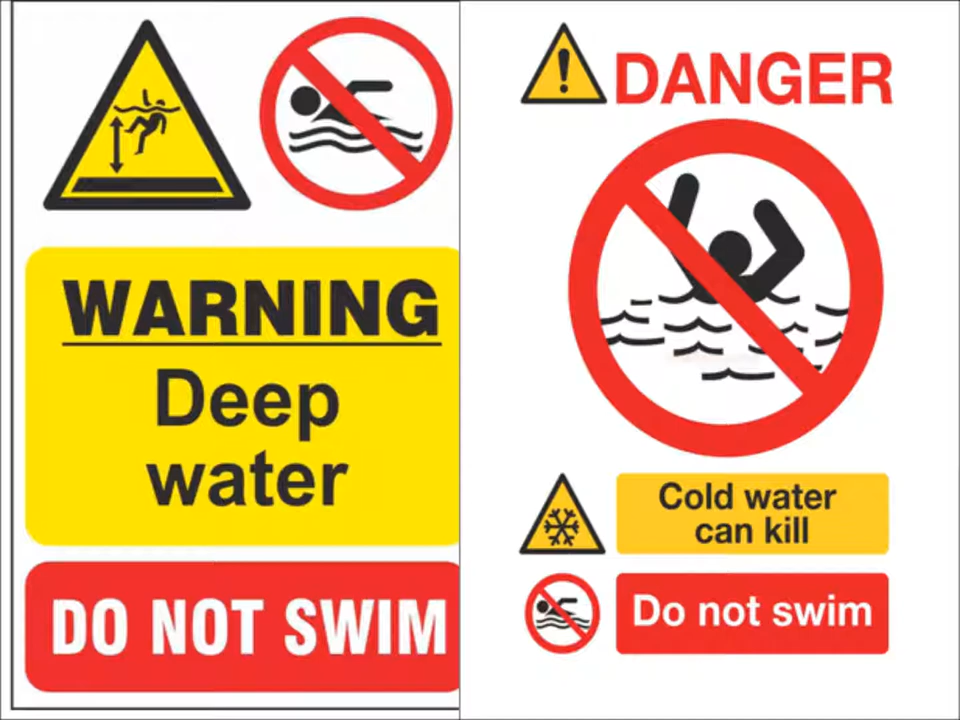 WARNING
Deep
water
DO NOT SWIM
DANGER
Cold water
can kill
Do not swim